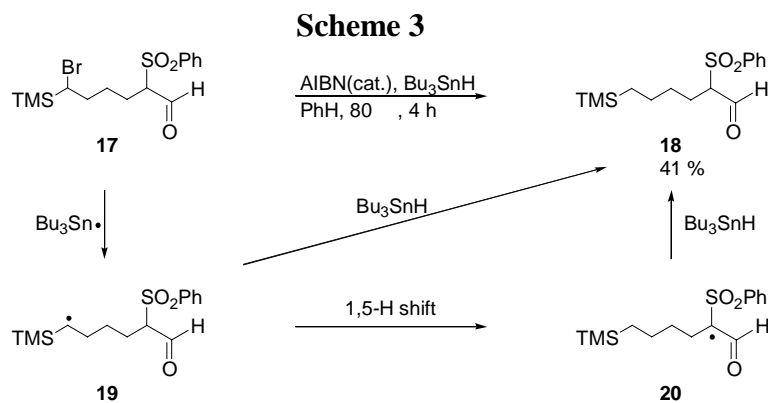 Scheme 3
Br
SO2Ph
TMS
H
O
17
AIBN(cat.), Bu3SnH
PhH, 80 , 4 h
SO2Ph
TMS
H
O
18
41 %
Bu3Sn•
Bu3SnH
Bu3SnH
•
SO2Ph
TMS
H
O
19
1,5-H shift
SO2Ph
TMS
•
H
O
20